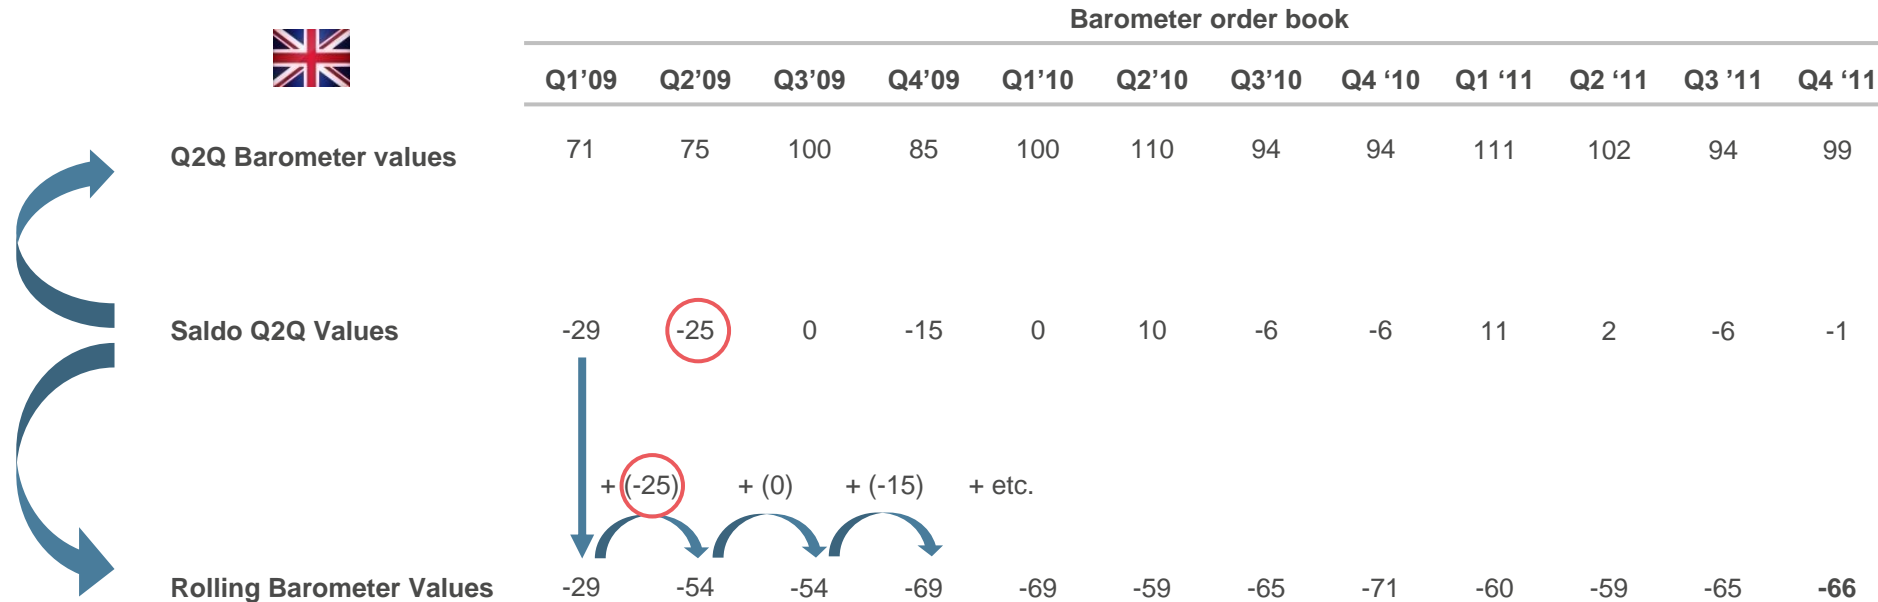 Barometer order book
Q1’09 Q2’09 Q3’09 Q4’09 Q1’10 Q2’10 Q3’10 Q4 ‘10 Q1 ‘11 Q2 ‘11 Q3 ’11 Q4 ‘11
Q2Q Barometer values 71 75 100 85 100 110 94 94 111 102 94 99
Saldo Q2Q Values -29 -25 0 -15 0 10 -6 -6 11 2 -6 -1
+ (-25) + (0) + (-15) + etc.
Rolling Barometer Values -29 -54 -54 -69 -69 -59 -65 -71 -60 -59 -65 -66